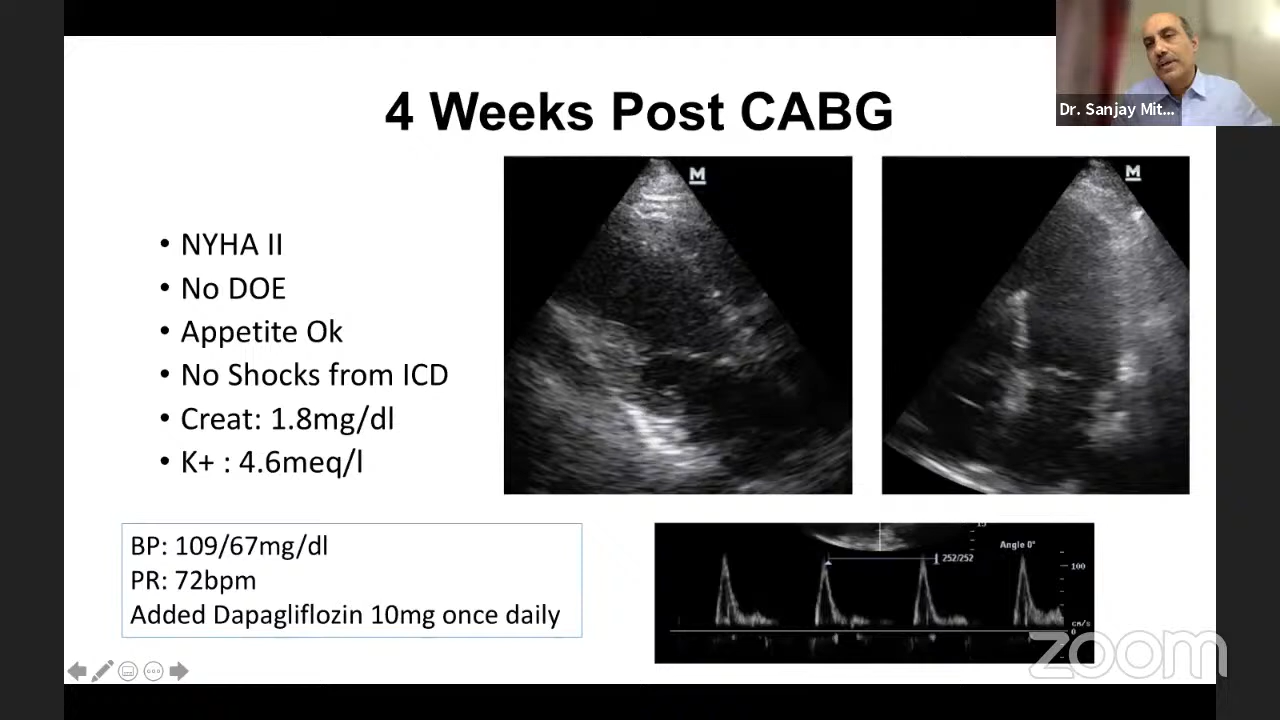 Dr. Sanjay Mit...
4 Weeks Post CABG
M
M
• NYHA II
• No DOE
• Appetite Ok
• No Shocks from ICD
• Creat: 1.8mg/dl
• K+ : 4.6meq/l
BP: 109/67mg/dl
PR: 72bpm
Added Dapagliflozin 10mg once daily
Angle 0°
252/252
100
cm/s
0
zoom